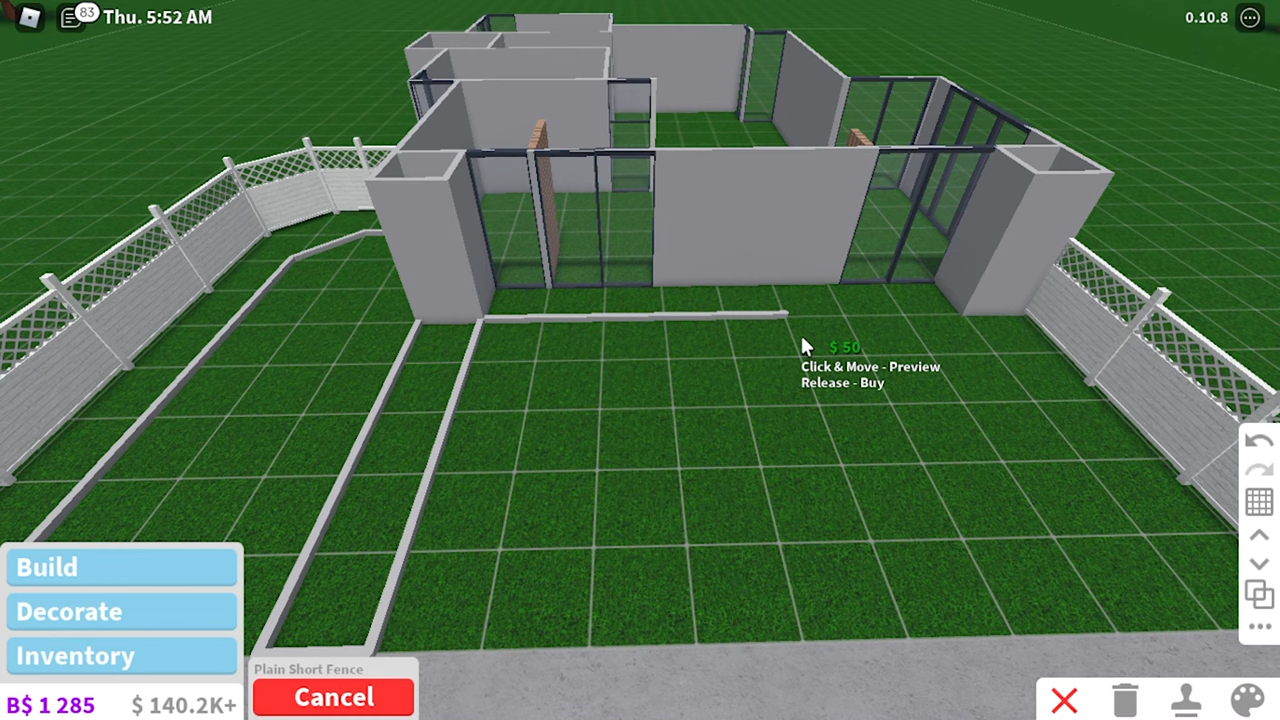 83
Thu. 5:52 AM
0.10.8
$ 50
Click & Move - Preview
Release - Buy
Build
Decorate
Inventory
B$ 1 285
$ 140.2K+
Plain Short Fence
Cancel